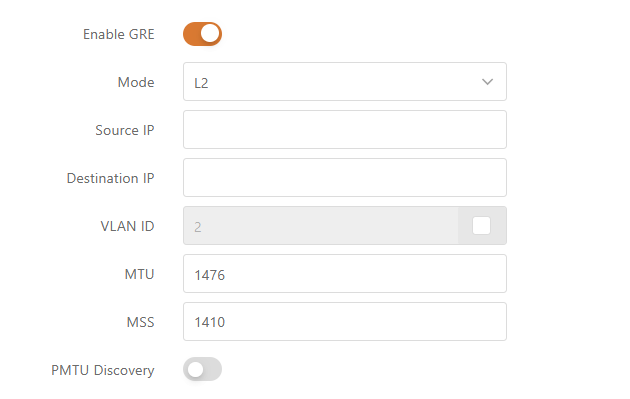 Enable GRE
Mode L2
Source IP
Destination IP
VLAN ID 2
MTU 1476
MSS 1410
PMTU Discovery